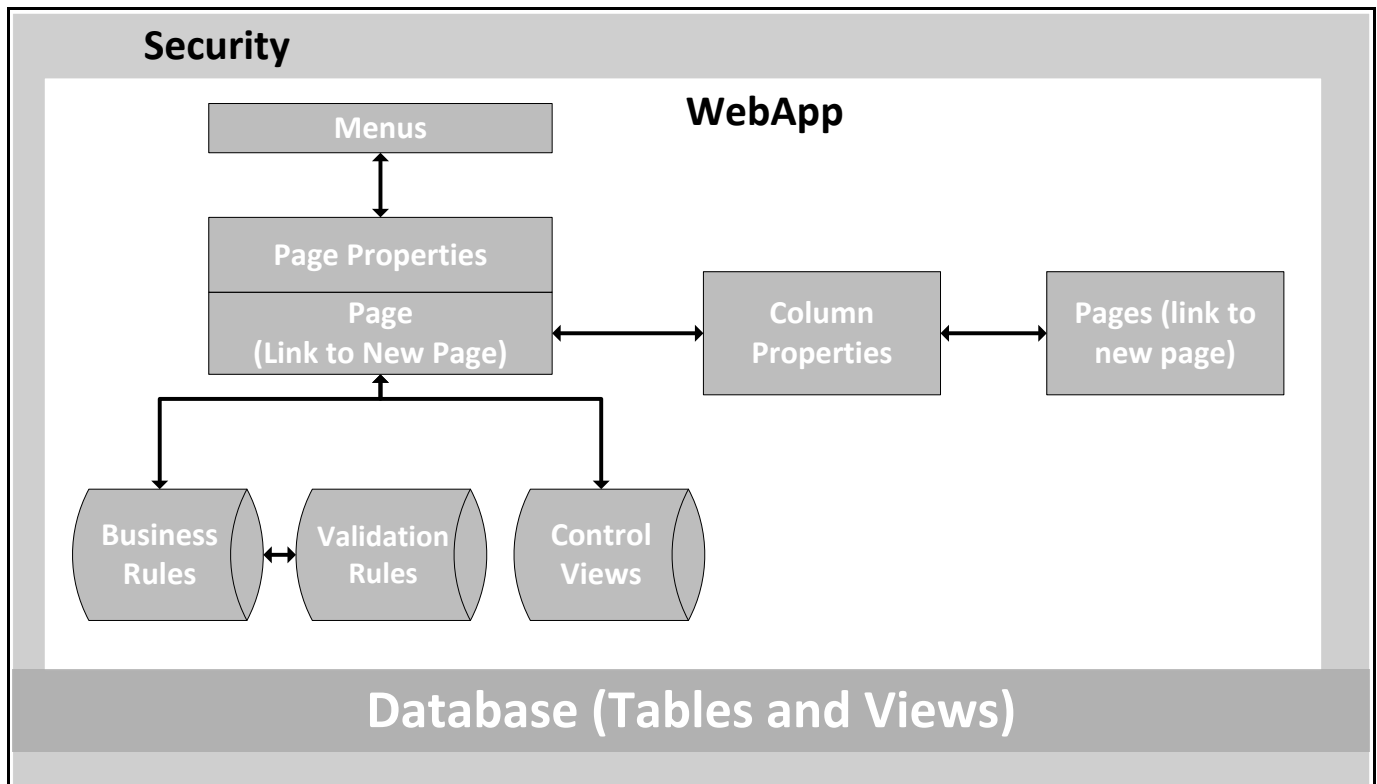 Security
WebApp
Menus
Page Properties
Page
(Link to New Page)
Column
Properties
Pages (link to
new page)
Business
Rules
Validation
Rules
Control
Views
Database (Tables and Views)